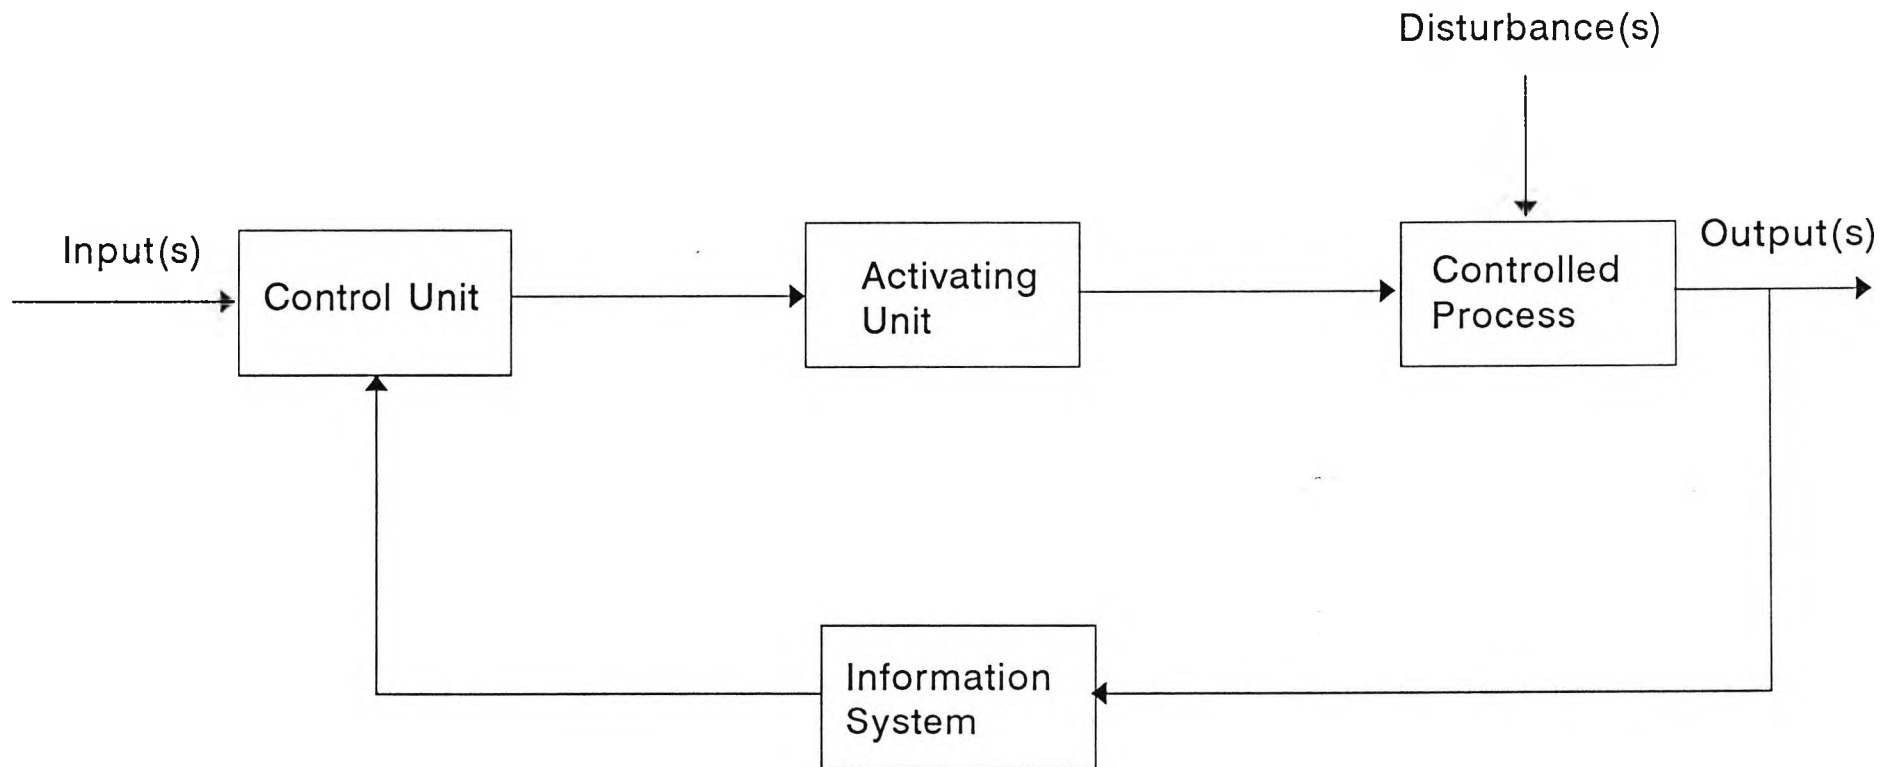 Disturbance(s)
Input(s)
Control Unit
Activating
Unit
Controlled
Process
Output(s)
Information
System